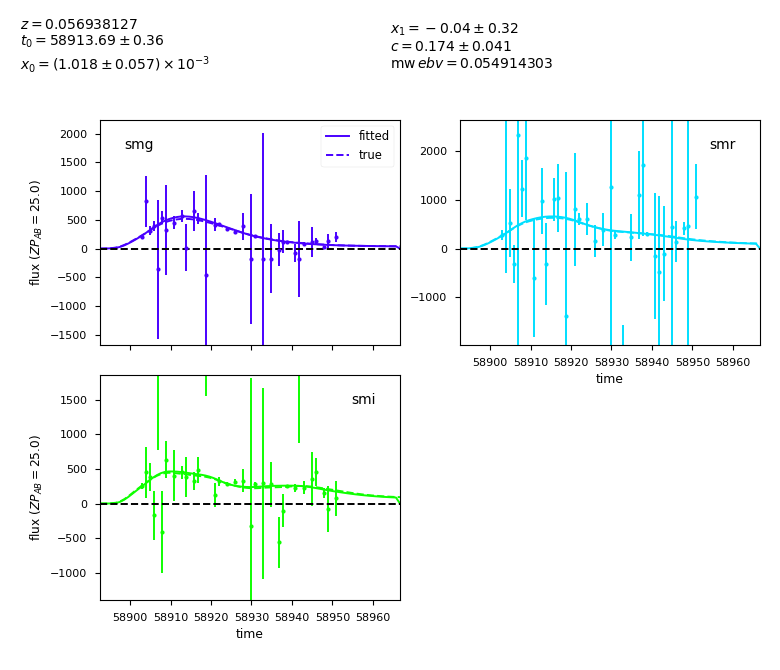 z = 0.056938127
t₀ = 58913.69 ± 0.36
x₀ = (1.018 ± 0.057) × 10⁻³
x₁ = −0.04 ± 0.32
c = 0.174 ± 0.041
mw ebv = 0.054914303
smg
fitted
true
flux (ZP_AB = 25.0)
2000
1500
1000
500
0
−500
−1000
−1500
smr
2000
1000
0
−1000
58900 58910 58920 58930 58940 58950 58960
time
smi
flux (ZP_AB = 25.0)
1500
1000
500
0
−500
−1000
58900 58910 58920 58930 58940 58950 58960
time